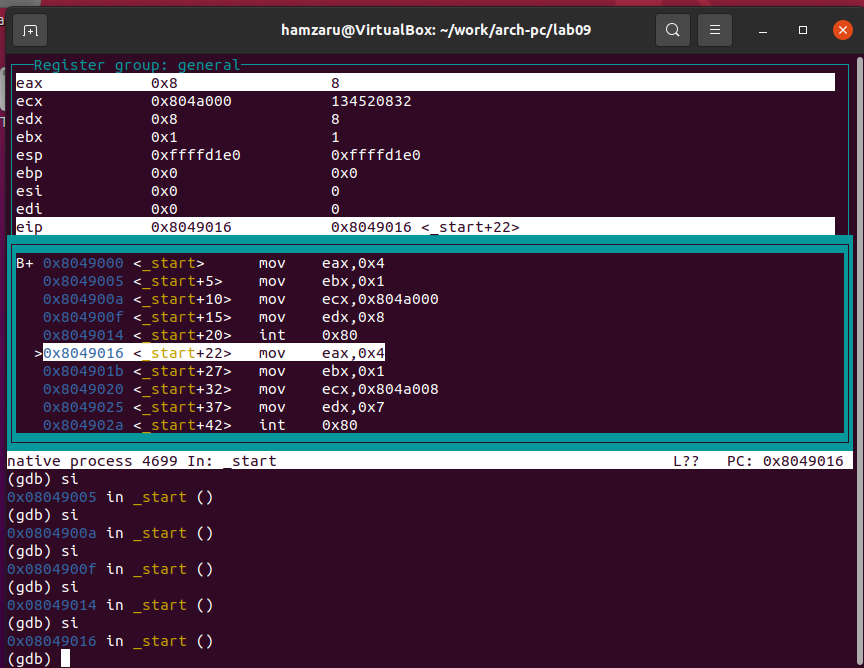 hamzaru@VirtualBox: ~/work/arch-pc/lab09
Register group: general
eax 0x8 8
ecx 0x804a000 134520832
edx 0x8 8
ebx 0x1 1
esp 0xffffd1e0 0xffffd1e0
ebp 0x0 0x0
esi 0x0 0
edi 0x0 0
eip 0x8049016 0x8049016 <_start+22>
B+ 0x8049000 <_start> mov eax,0x4
0x8049005 <_start+5> mov ebx,0x1
0x804900a <_start+10> mov ecx,0x804a000
0x804900f <_start+15> mov edx,0x8
0x8049014 <_start+20> int 0x80
>0x8049016 <_start+22> mov eax,0x4
0x804901b <_start+27> mov ebx,0x1
0x8049020 <_start+32> mov ecx,0x804a008
0x8049025 <_start+37> mov edx,0x7
0x804902a <_start+42> int 0x80
native process 4699 In: _start L?? PC: 0x8049016
(gdb) si
0x08049005 in _start ()
(gdb) si
0x0804900a in _start ()
(gdb) si
0x0804900f in _start ()
(gdb) si
0x08049014 in _start ()
(gdb) si
0x08049016 in _start ()
(gdb)